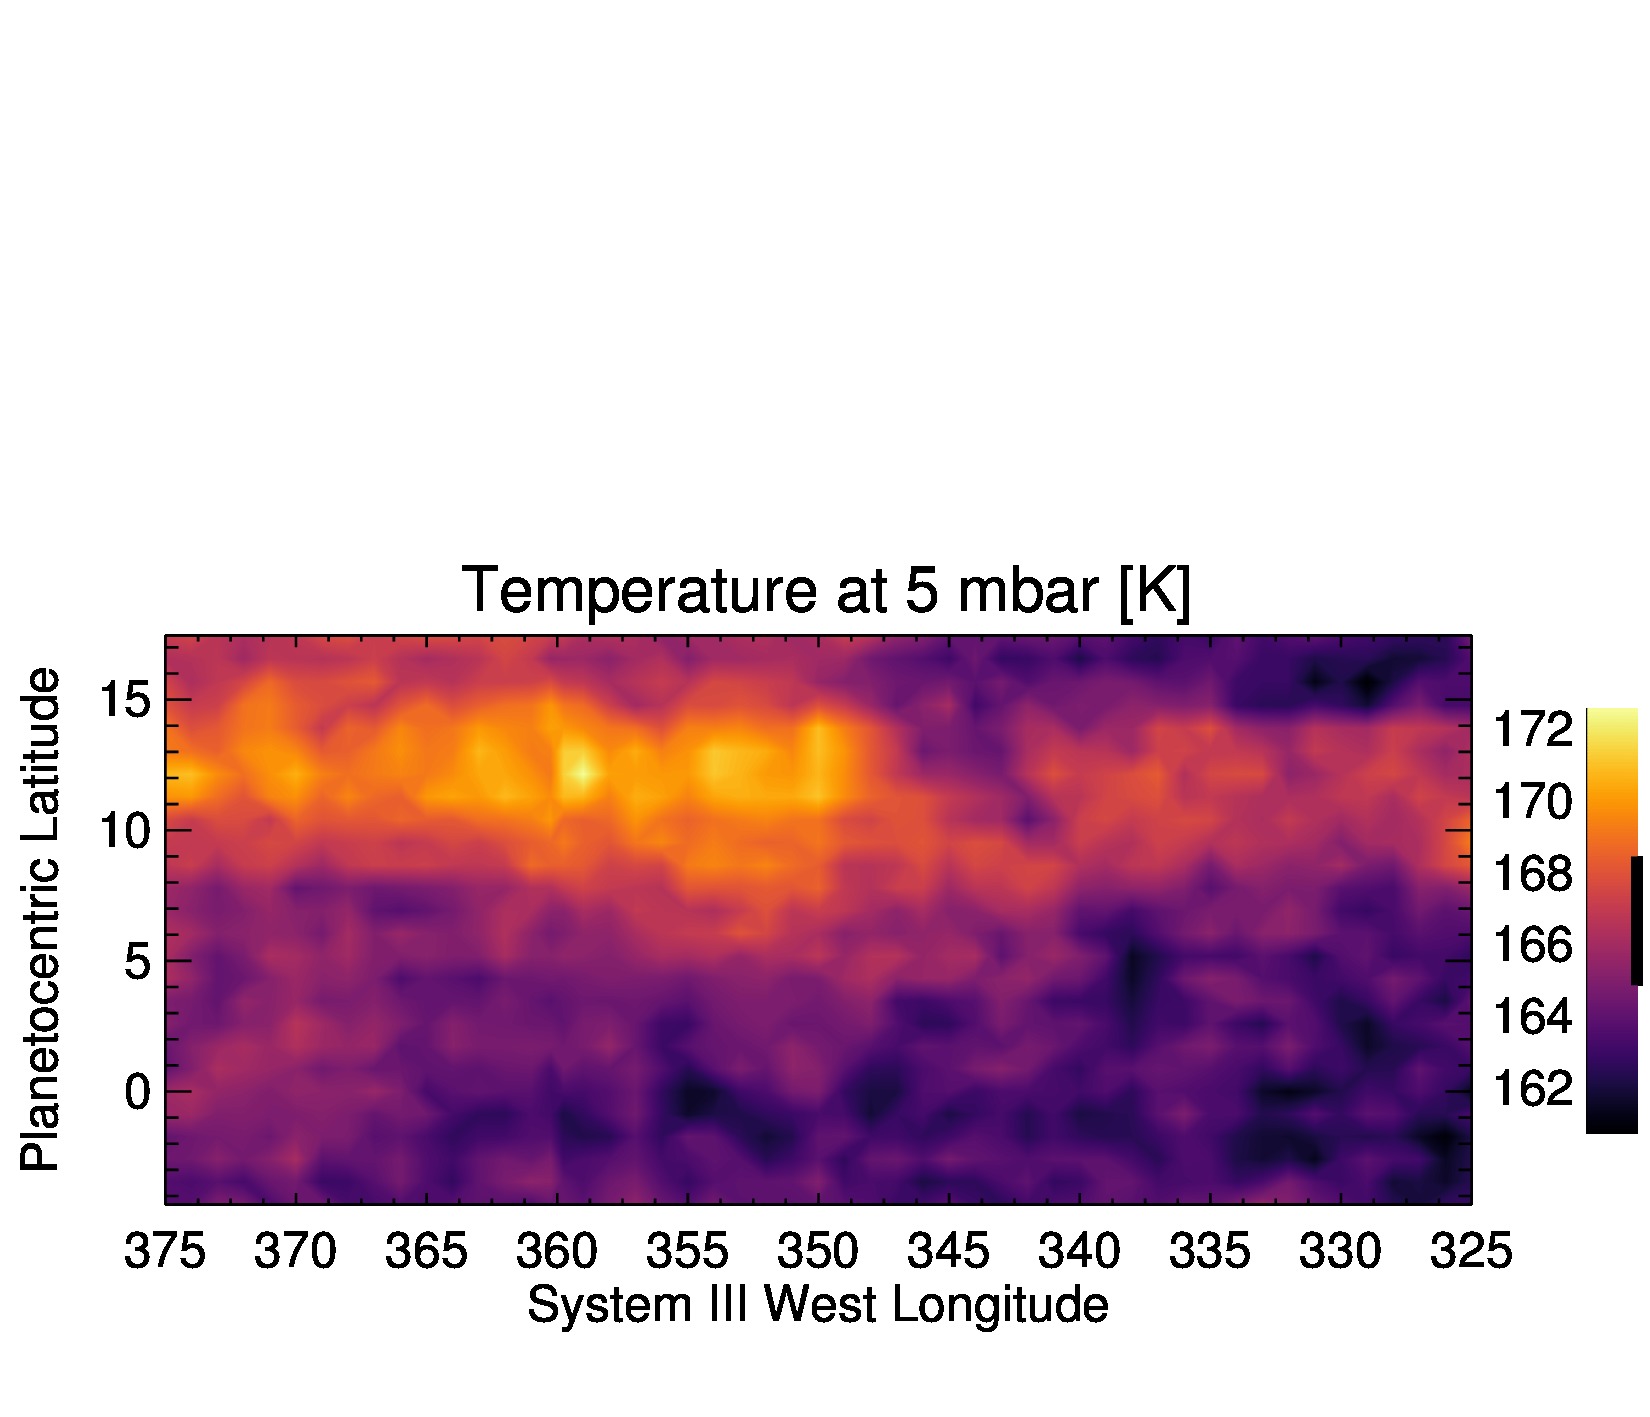 Temperature at 5 mbar [K]
Planetocentric Latitude
15
10
5
0
375 370 365 360 355 350 345 340 335 330 325
System III West Longitude
172
170
168
166
164
162